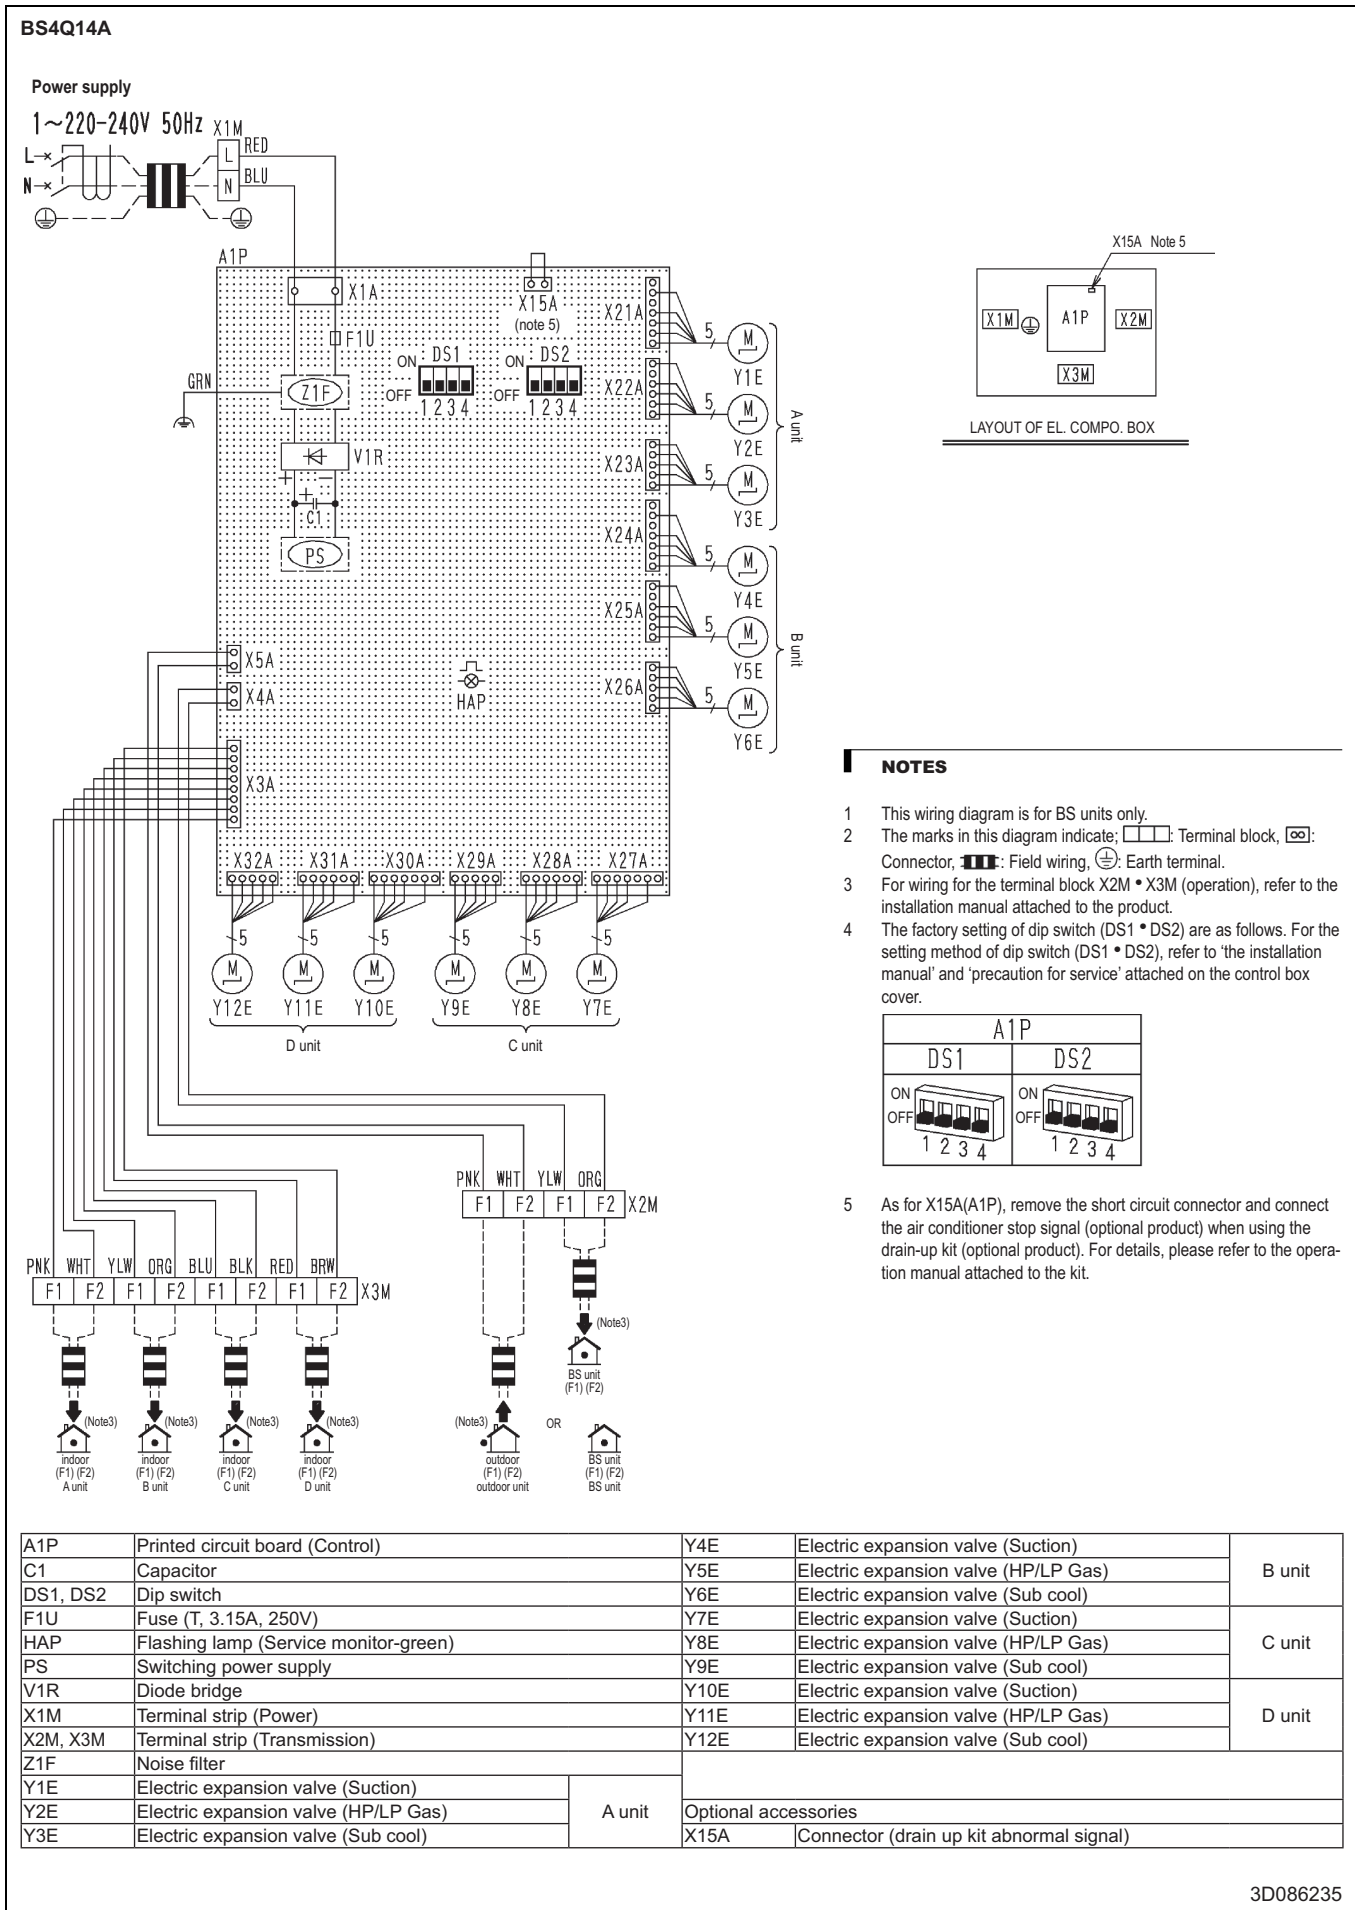 BS4Q14A
Power supply
1~220-240V 50Hz
X1M
L
L
RED
N
N
BLU
A1P
X1A
X15A
(note 5)
F1U
ON DS1
OFF
1 2 3 4
ON DS2
OFF
1 2 3 4
GRN
Z1F
V1R
+ −
+
C1
PS
X21A
5
M
Y1E
X22A
5
M
Y2E
X23A
5
M
Y3E
A unit
X24A
5
M
Y4E
X25A
5
M
Y5E
X26A
5
M
Y6E
B unit
X5A
X4A
X3A
HAP
X32A X31A X30A X29A X28A X27A
5 5 5 5 5 5
M M M M M M
Y12E Y11E Y10E Y9E Y8E Y7E
D unit
C unit
PNK WHT YLW ORG
F1 F2 F1 F2 X2M
PNK WHT YLW ORG BLU BLK RED BRW
F1 F2 F1 F2 F1 F2 F1 F2 X3M
(Note3)
BS unit
(F1) (F2)
(Note3) (Note3) (Note3) (Note3)
indoor indoor indoor indoor
(F1) (F2) (F1) (F2) (F1) (F2) (F1) (F2)
A unit B unit C unit D unit
(Note3) OR
outdoor BS unit
(F1) (F2) (F1) (F2)
outdoor unit BS unit
X15A Note 5
X1M A1P X2M
X3M
LAYOUT OF EL. COMPO. BOX
NOTES
1 This wiring diagram is for BS units only.
2 The marks in this diagram indicate; : Terminal block, :
Connector, : Field wiring, : Earth terminal.
3 For wiring for the terminal block X2M • X3M (operation), refer to the
installation manual attached to the product.
4 The factory setting of dip switch (DS1 • DS2) are as follows. For the
setting method of dip switch (DS1 • DS2), refer to ‘the installation
manual’ and ‘precaution for service’ attached on the control box
cover.
A1P
DS1 DS2
ON ON
OFF OFF
1 2 3 4 1 2 3 4
5 As for X15A(A1P), remove the short circuit connector and connect
the air conditioner stop signal (optional product) when using the
drain-up kit (optional product). For details, please refer to the opera-
tion manual attached to the kit.
A1P Printed circuit board (Control) Y4E Electric expansion valve (Suction)
C1 Capacitor Y5E Electric expansion valve (HP/LP Gas) B unit
DS1, DS2 Dip switch Y6E Electric expansion valve (Sub cool)
F1U Fuse (T, 3.15A, 250V) Y7E Electric expansion valve (Suction)
HAP Flashing lamp (Service monitor-green) Y8E Electric expansion valve (HP/LP Gas) C unit
PS Switching power supply Y9E Electric expansion valve (Sub cool)
V1R Diode bridge Y10E Electric expansion valve (Suction)
X1M Terminal strip (Power) Y11E Electric expansion valve (HP/LP Gas) D unit
X2M, X3M Terminal strip (Transmission) Y12E Electric expansion valve (Sub cool)
Z1F Noise filter
Y1E Electric expansion valve (Suction)
Y2E Electric expansion valve (HP/LP Gas) A unit Optional accessories
Y3E Electric expansion valve (Sub cool) X15A Connector (drain up kit abnormal signal)
3D086235